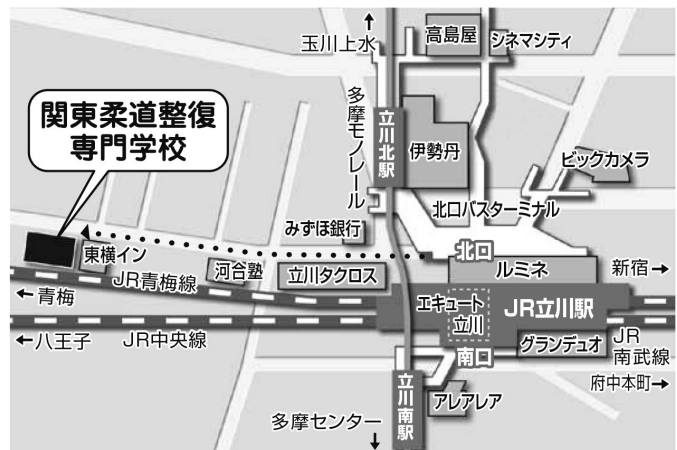 玉川上水
高島屋
シネマシティ
関東柔道整復
専門学校
多摩モノレール
立川北駅
伊勢丹
ビックカメラ
北口バスターミナル
みずほ銀行
東横イン
河合塾
立川タクロス
北口
ルミネ
新宿→
JR青梅線
←青梅
エキュート
立川
JR立川駅
←八王子
JR中央線
グランデュオ
JR
南武線
南口
府中本町→
立川南駅
アレアレア
多摩センター